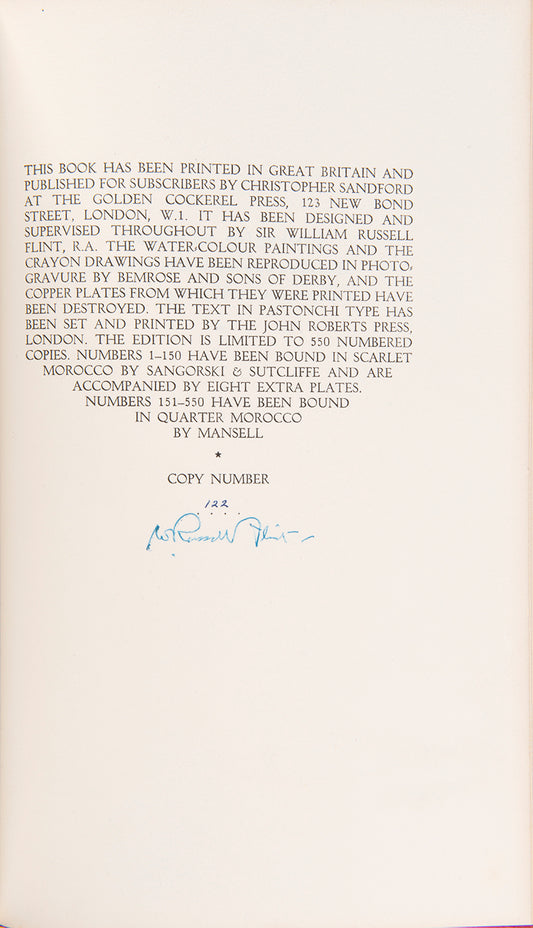 THIS BOOK HAS BEEN PRINTED IN GREAT BRITAIN AND
PUBLISHED FOR SUBSCRIBERS BY CHRISTOPHER SANDFORD
AT THE GOLDEN COCKEREL PRESS, 123 NEW BOND
STREET, LONDON, W.1. IT HAS BEEN DESIGNED AND
SUPERVISED THROUGHOUT BY SIR WILLIAM RUSSELL
FLINT, R.A. THE WATER-COLOUR PAINTINGS AND THE
CRAYON DRAWINGS HAVE BEEN REPRODUCED IN PHOTO-
GRAVURE BY BEMROSE AND SONS OF DERBY, AND THE
COPPER PLATES FROM WHICH THEY WERE PRINTED HAVE
BEEN DESTROYED. THE TEXT IN PASTONCHI TYPE HAS
BEEN SET AND PRINTED BY THE JOHN ROBERTS PRESS,
LONDON. THE EDITION IS LIMITED TO 550 NUMBERED
COPIES. NUMBERS 1–150 HAVE BEEN BOUND IN SCARLET
MOROCCO BY SANGORSKI & SUTCLIFFE AND ARE
ACCOMPANIED BY EIGHT EXTRA PLATES.
NUMBERS 151–550 HAVE BEEN BOUND
IN QUARTER MOROCCO
BY MANSELL
*
COPY NUMBER
122
W Russell Flint